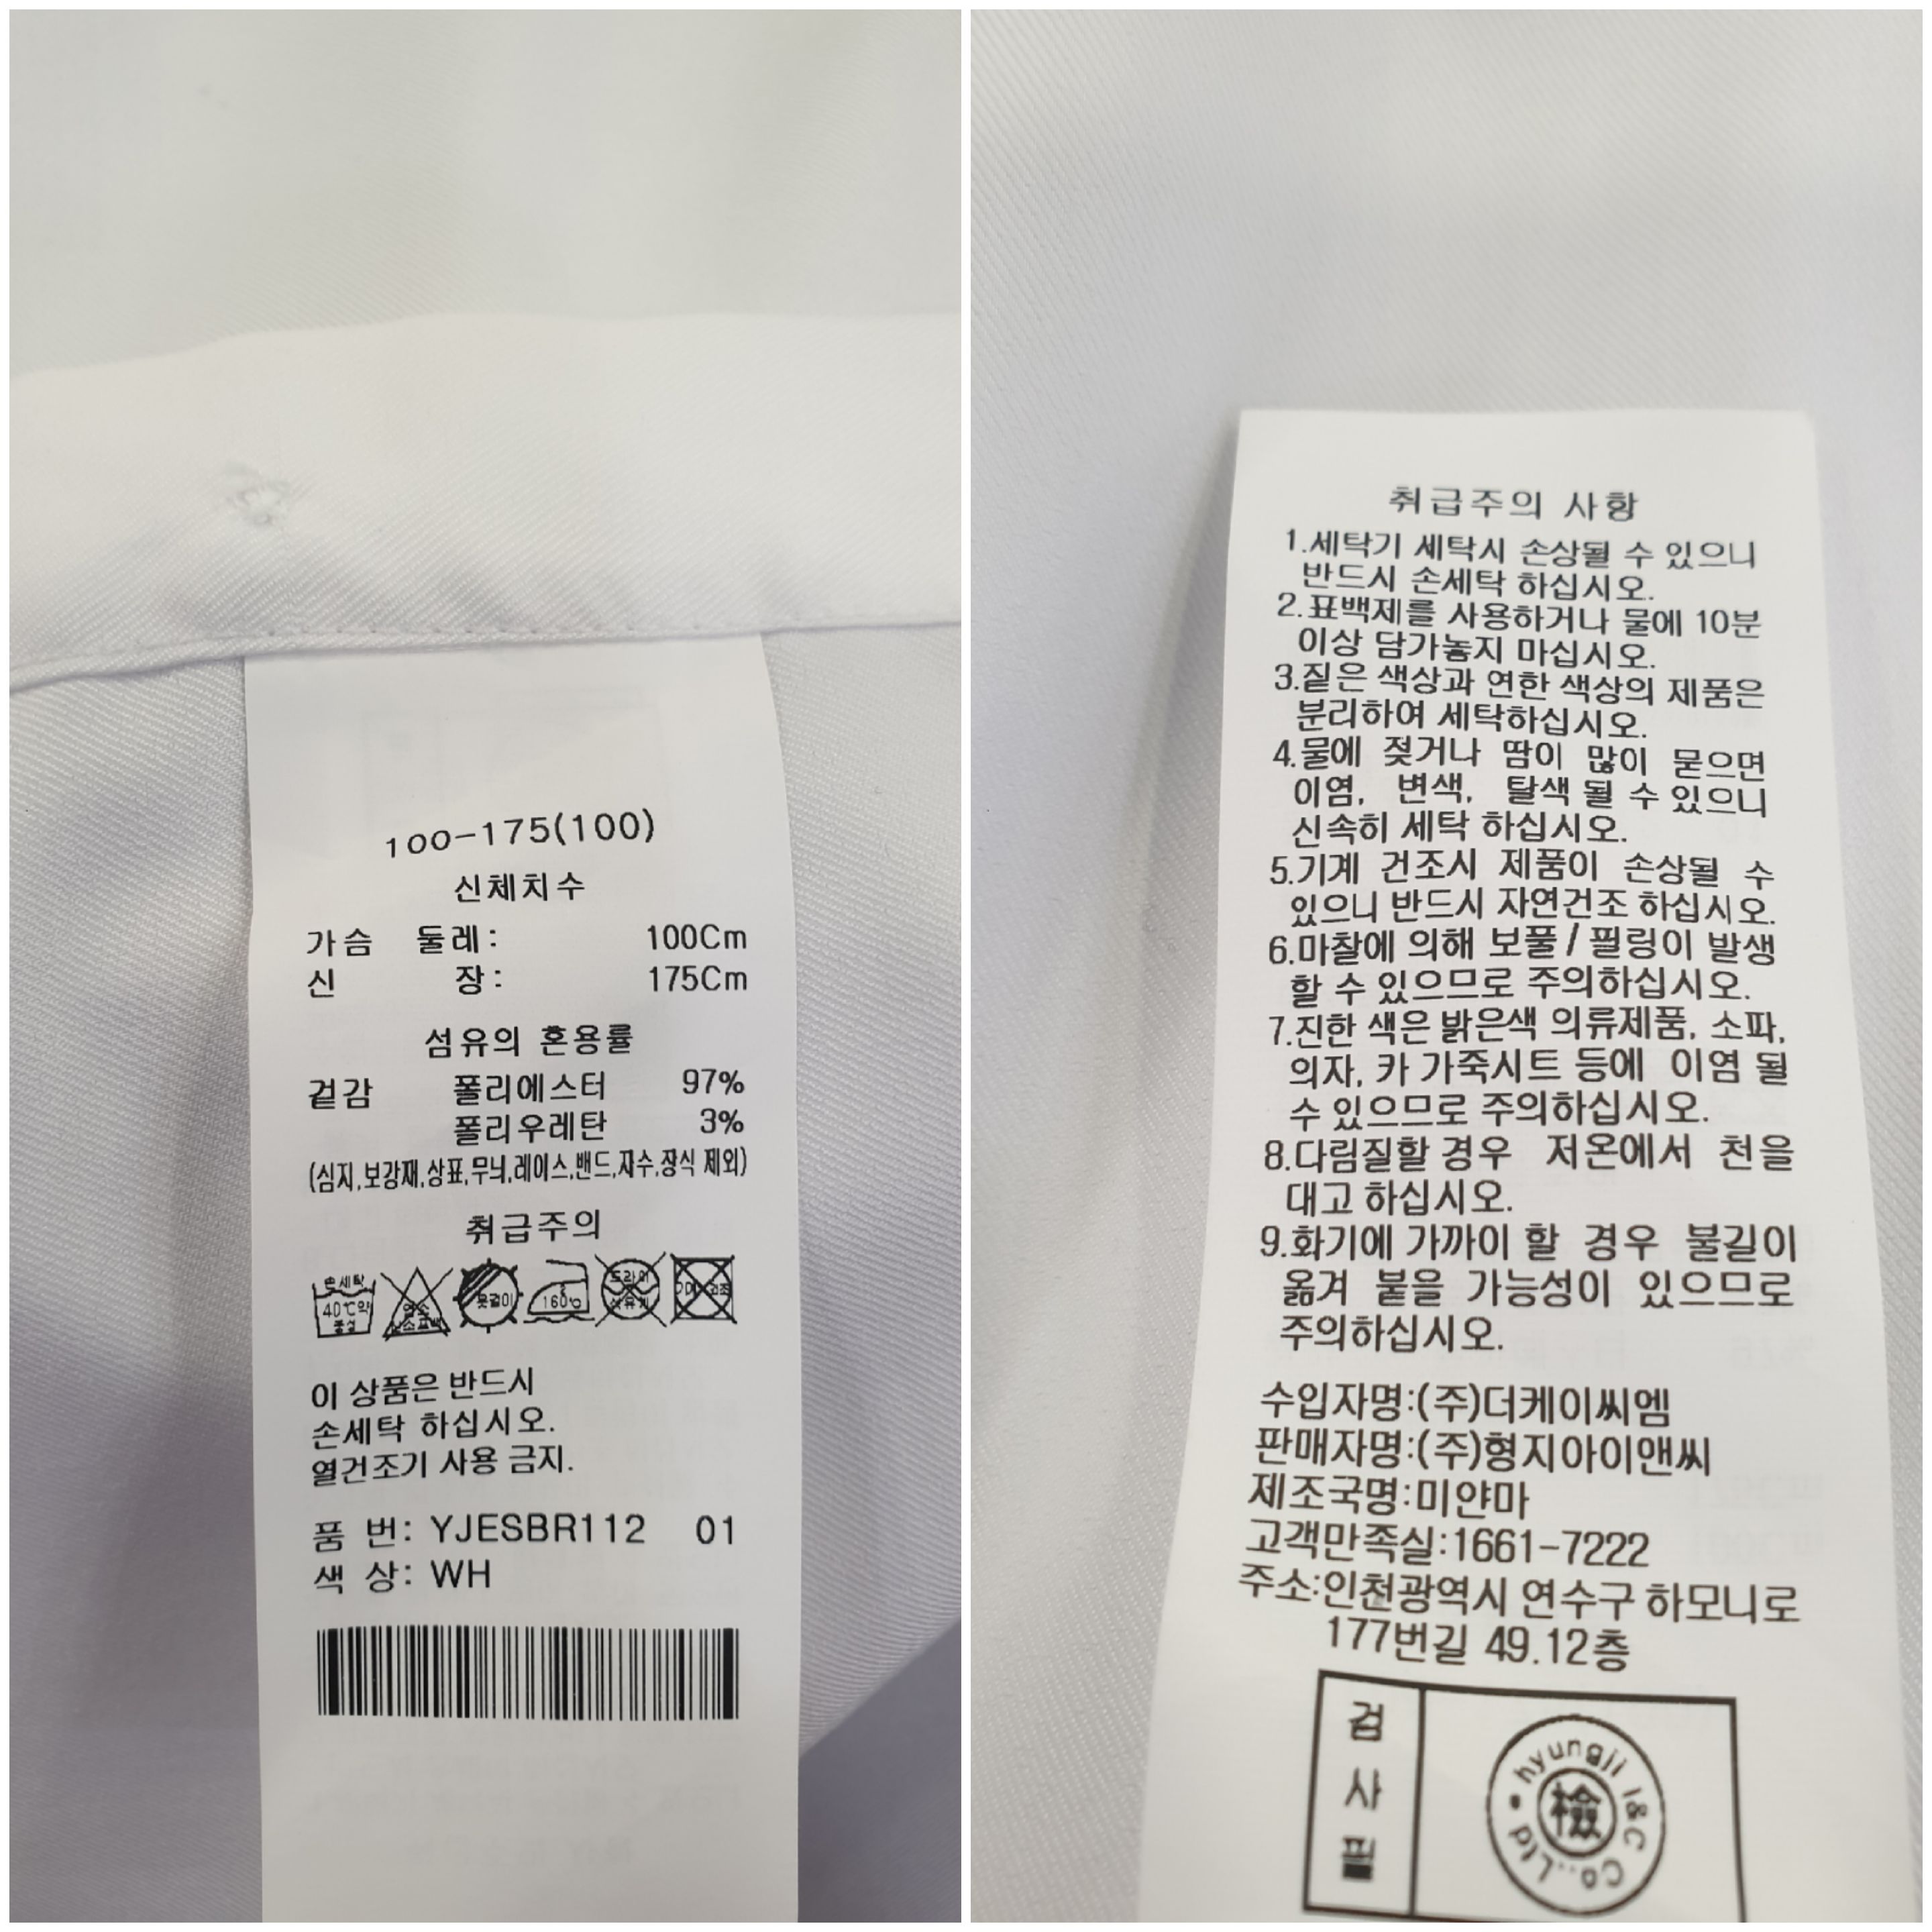 100-175(100)
신체치수
가슴 둘레: 100Cm
신 장: 175Cm
섬유의 혼용률
겉감 폴리에스터 97%
폴리우레탄 3%
(심지,보강재,상표,무늬,레이스,밴드,자수,장식 제외)
취급주의
손세탁 40℃약 중성
염소
옷걸이
160℃
드라이
이 상품은 반드시
손세탁 하십시오.
열건조기 사용 금지.
품 번: YJESBR112 01
색 상: WH
취급주의 사항
1.세탁기 세탁시 손상될 수 있으니
반드시 손세탁 하십시오.
2.표백제를 사용하거나 물에 10분
이상 담가놓지 마십시오.
3.짙은 색상과 연한 색상의 제품은
분리하여 세탁하십시오.
4.물에 젖거나 땀이 많이 묻으면
이염, 변색, 탈색 될 수 있으니
신속히 세탁 하십시오.
5.기계 건조시 제품이 손상될 수
있으니 반드시 자연건조 하십시오.
6.마찰에 의해 보풀/필링이 발생
할 수 있으므로 주의하십시오.
7.진한 색은 밝은색 의류제품, 소파,
의자, 카 가죽시트 등에 이염 될
수 있으므로 주의하십시오.
8.다림질할 경우 저온에서 천을
대고 하십시오.
9.화기에 가까이 할 경우 불길이
옮겨 붙을 가능성이 있으므로
주의하십시오.
수입자명:(주)더케이씨엠
판매자명:(주)형지아이앤씨
제조국명:미얀마
고객만족실:1661-7222
주소:인천광역시 연수구 하모니로
177번길 49.12층
검사필
hyungji I&C Co.,Ltd
檢